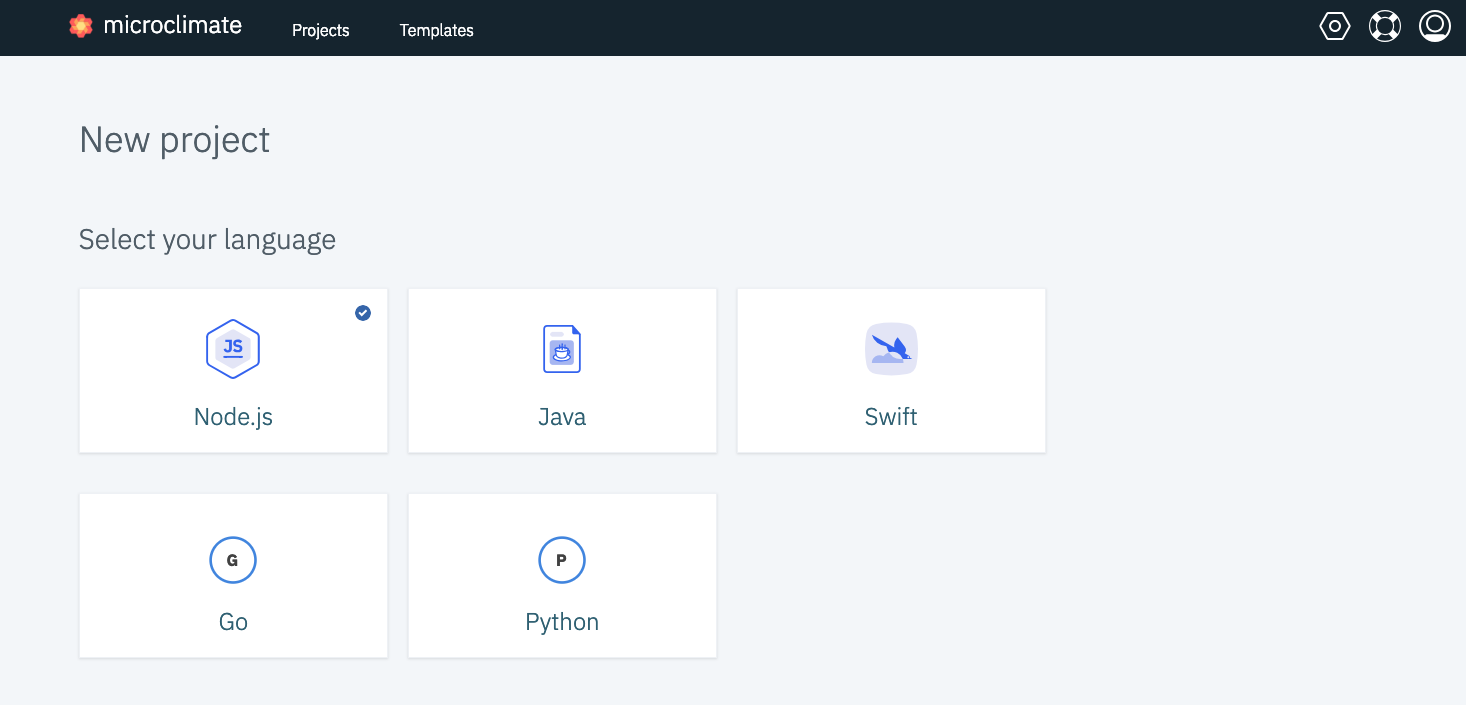 microclimate Projects Templates
New project
Select your language
JS
Node.js Java Swift
G P
Go Python